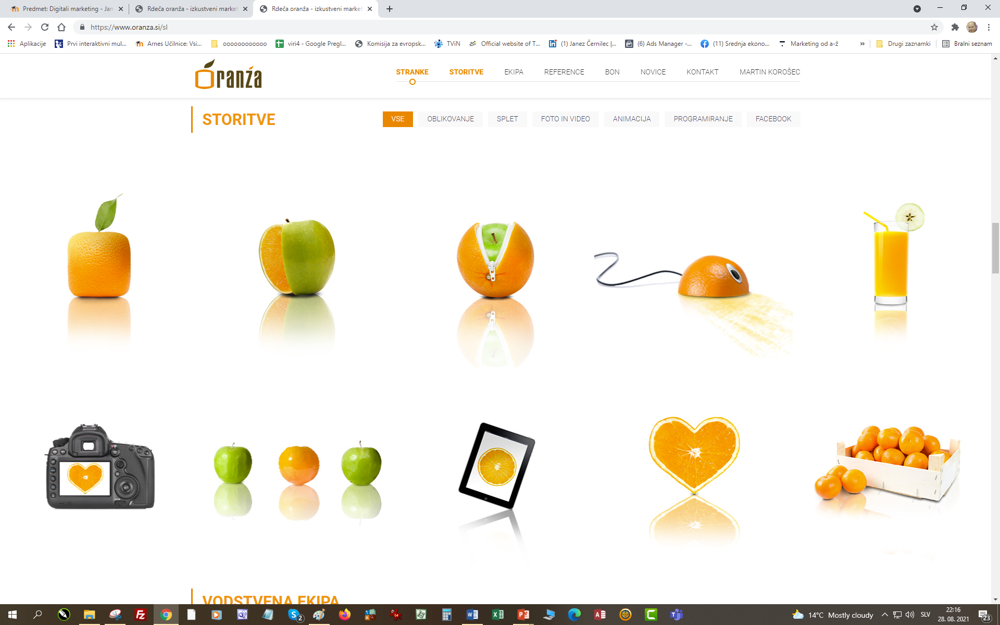 Predmet: Digitali marketing - Jan
Rdeča oranža - izkustveni market
Rdeča oranža - izkustveni market
https://www.oranza.si/sl
Aplikacije
Prvi interaktivni mul...
Arnes Učilnice: Vsi...
oooooooooooo
viri4 - Google Pregl...
Komisija za evropsk...
TViN
Official website of T...
(1) Janez Černilec |...
(6) Ads Manager -...
(11) Srednja ekono...
Marketing od a-ž
»
Drugi zaznamki
Bralni seznam
Oranža
STRANKE
STORITVE
EKIPA
REFERENCE
BON
NOVICE
KONTAKT
MARTIN KOROŠEC
STORITVE
VSE
OBLIKOVANJE
SPLET
FOTO IN VIDEO
ANIMACIJA
PROGRAMIRANJE
FACEBOOK
VODSTVENA EKIPA
14°C Mostly cloudy
SLV
22:16
28. 08. 2021
23